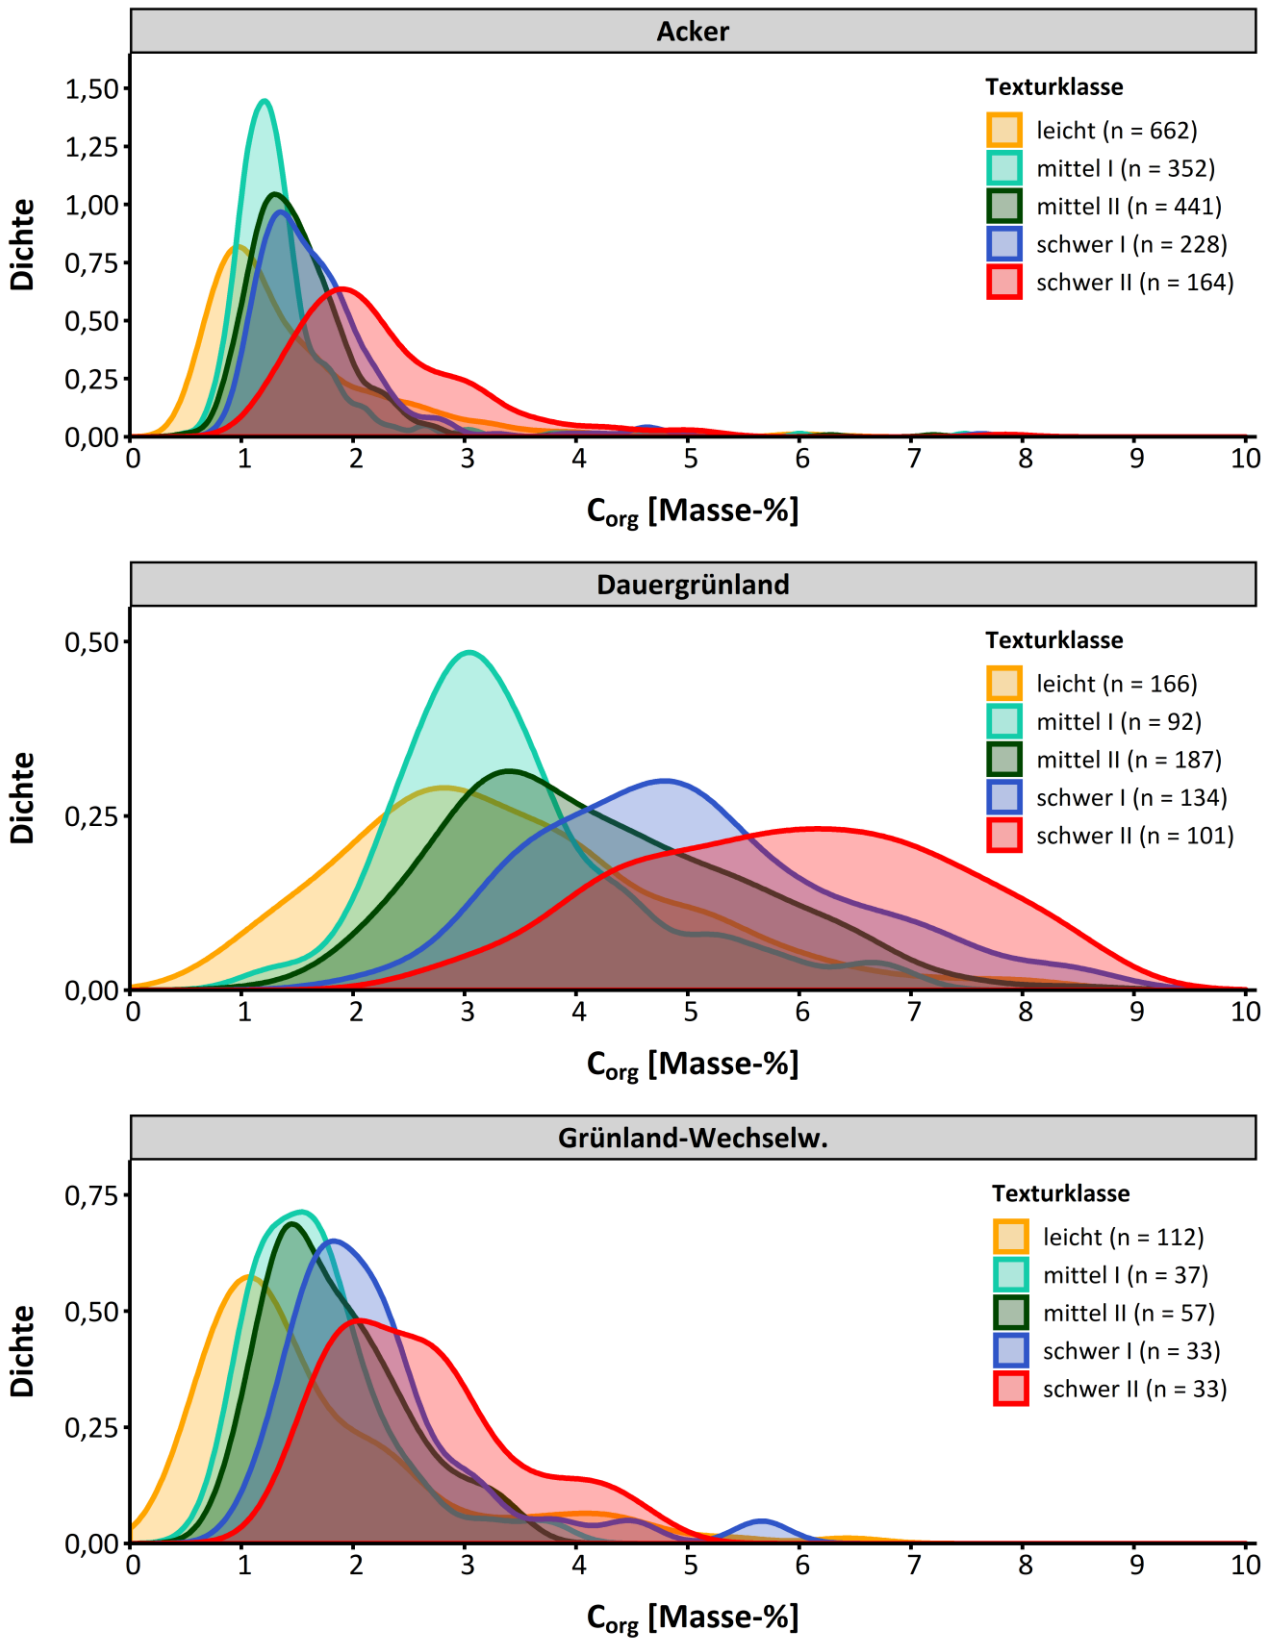 Acker
Texturklasse
leicht (n = 662)
mittel I (n = 352)
mittel II (n = 441)
schwer I (n = 228)
schwer II (n = 164)
Dichte
1,50
1,25
1,00
0,75
0,50
0,25
0,00
0 1 2 3 4 5 6 7 8 9 10
Corg [Masse-%]
Dauergrünland
Texturklasse
leicht (n = 166)
mittel I (n = 92)
mittel II (n = 187)
schwer I (n = 134)
schwer II (n = 101)
Dichte
0,50
0,25
0,00
0 1 2 3 4 5 6 7 8 9 10
Corg [Masse-%]
Grünland-Wechselw.
Texturklasse
leicht (n = 112)
mittel I (n = 37)
mittel II (n = 57)
schwer I (n = 33)
schwer II (n = 33)
Dichte
0,75
0,50
0,25
0,00
0 1 2 3 4 5 6 7 8 9 10
Corg [Masse-%]